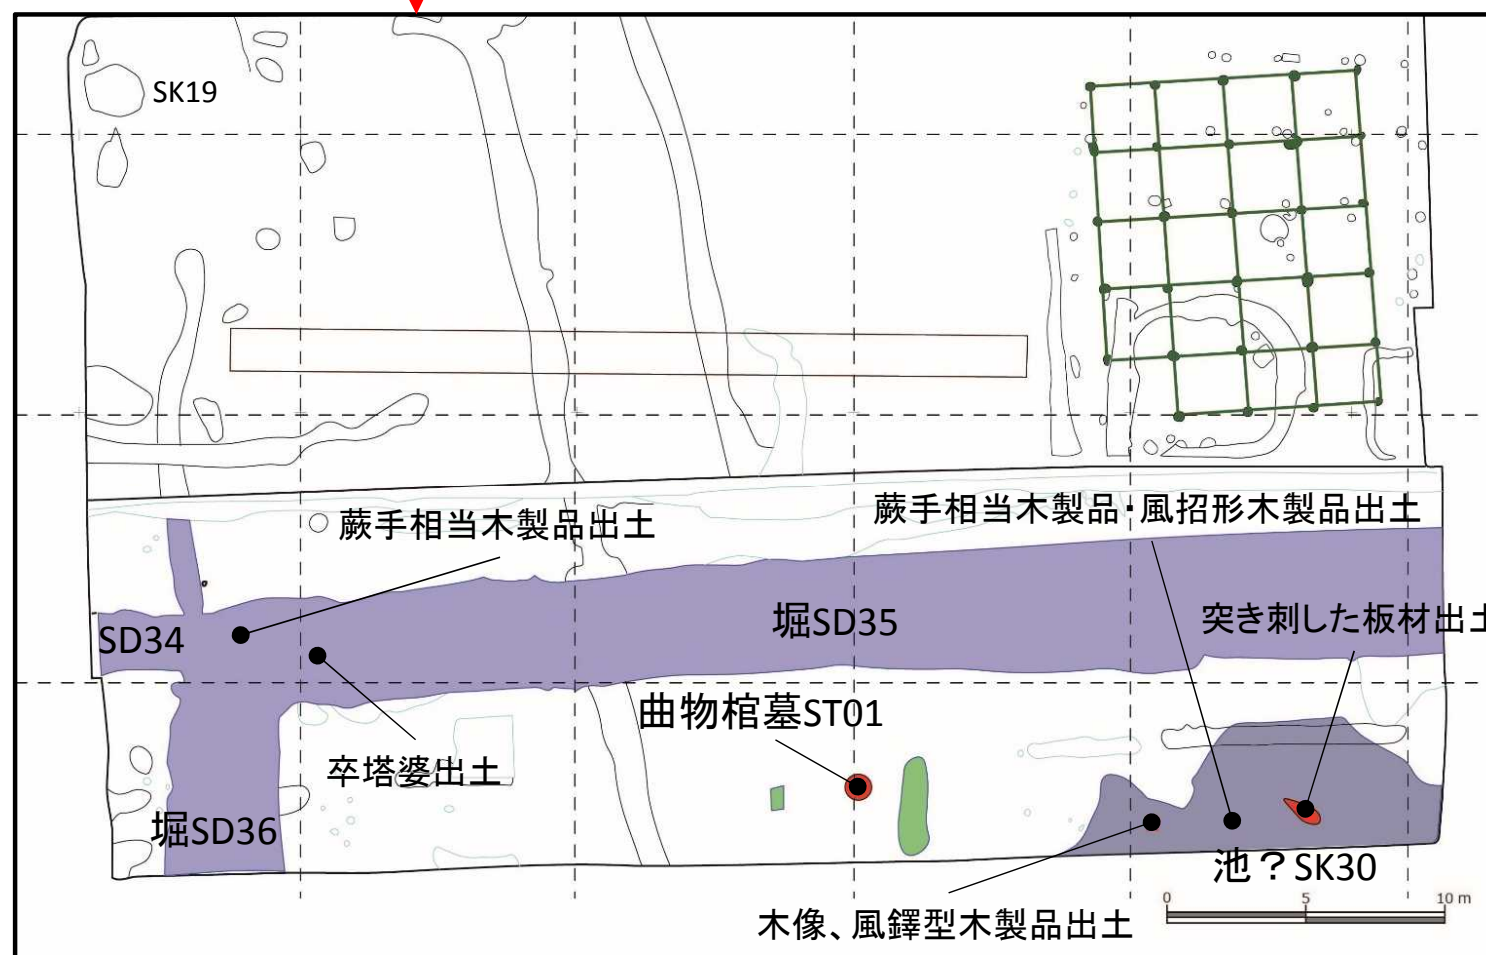 SK19
蕨手相当木製品・風招形木製品出土
蕨手相当木製品出土
突き刺した板材出土
堀SD35
SD34
曲物棺墓ST01
卒塔婆出土
堀SD36
池？SK30
0 5 10 m
木像、風鐸型木製品出土